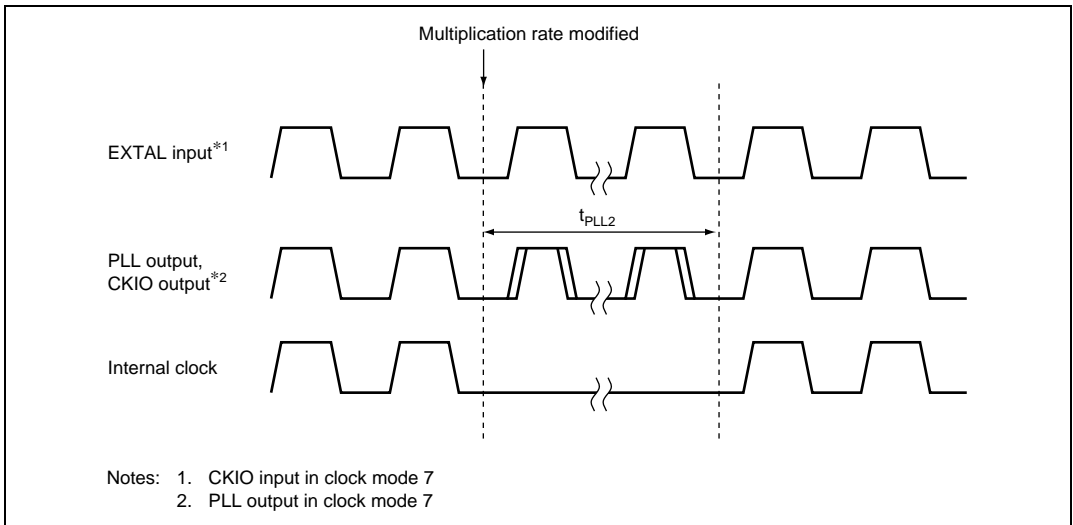 Multiplication rate modified
EXTAL input*1
tPLL2
PLL output,
CKIO output*2
Internal clock
Notes: 1. CKIO input in clock mode 7
2. PLL output in clock mode 7